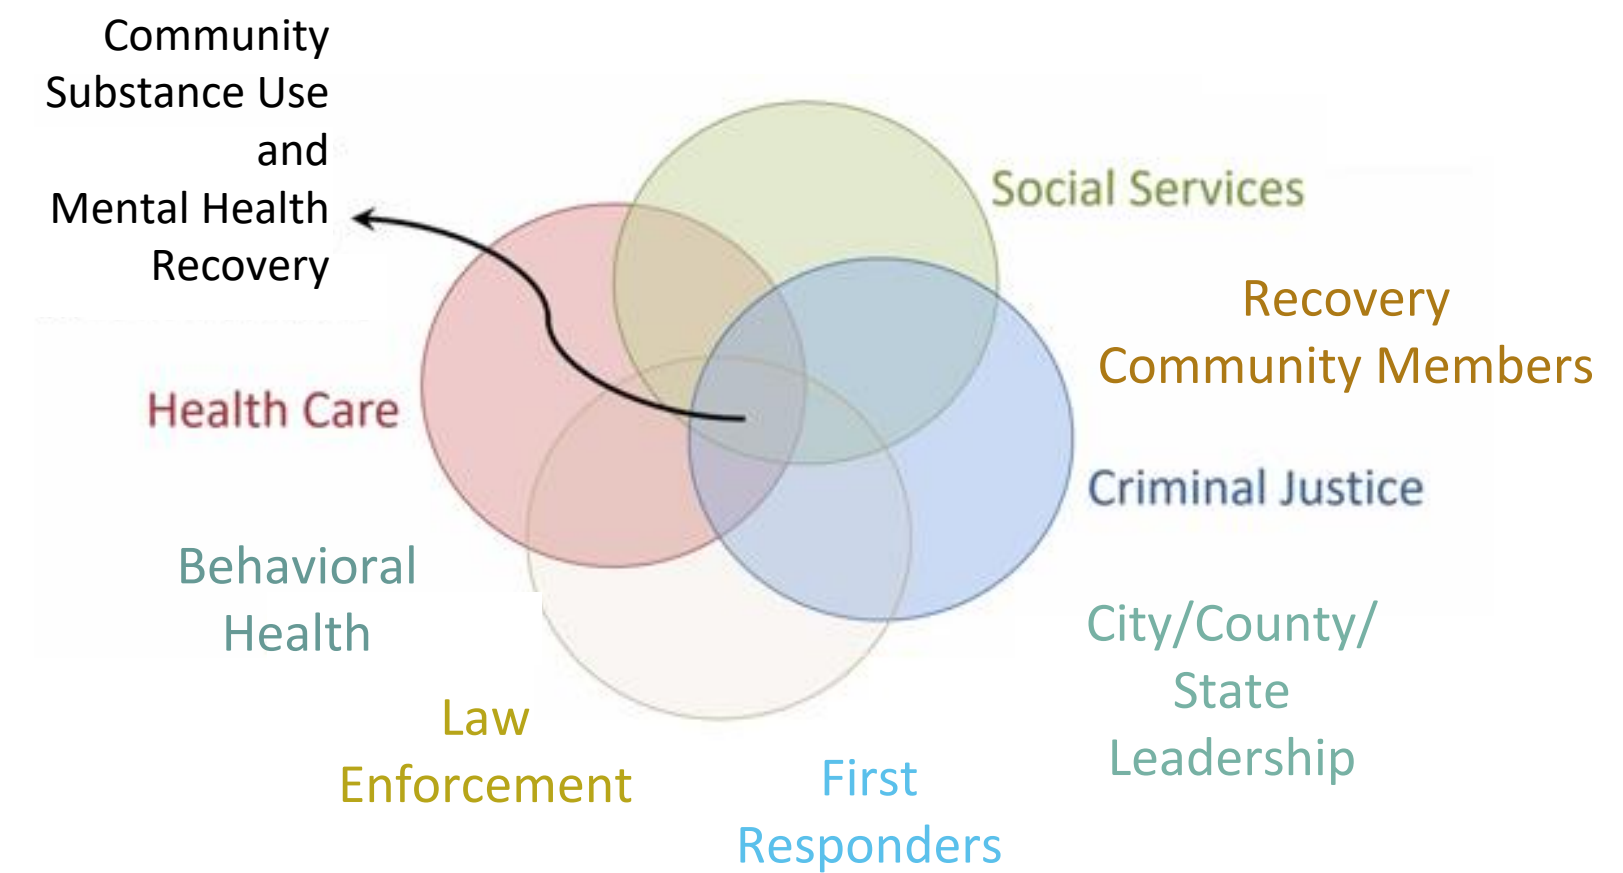 Community
Substance Use
and
Mental Health
Recovery
Social Services
Recovery
Community Members
Health Care
Criminal Justice
Behavioral
Health
City/County/
State
Leadership
Law
Enforcement
First
Responders